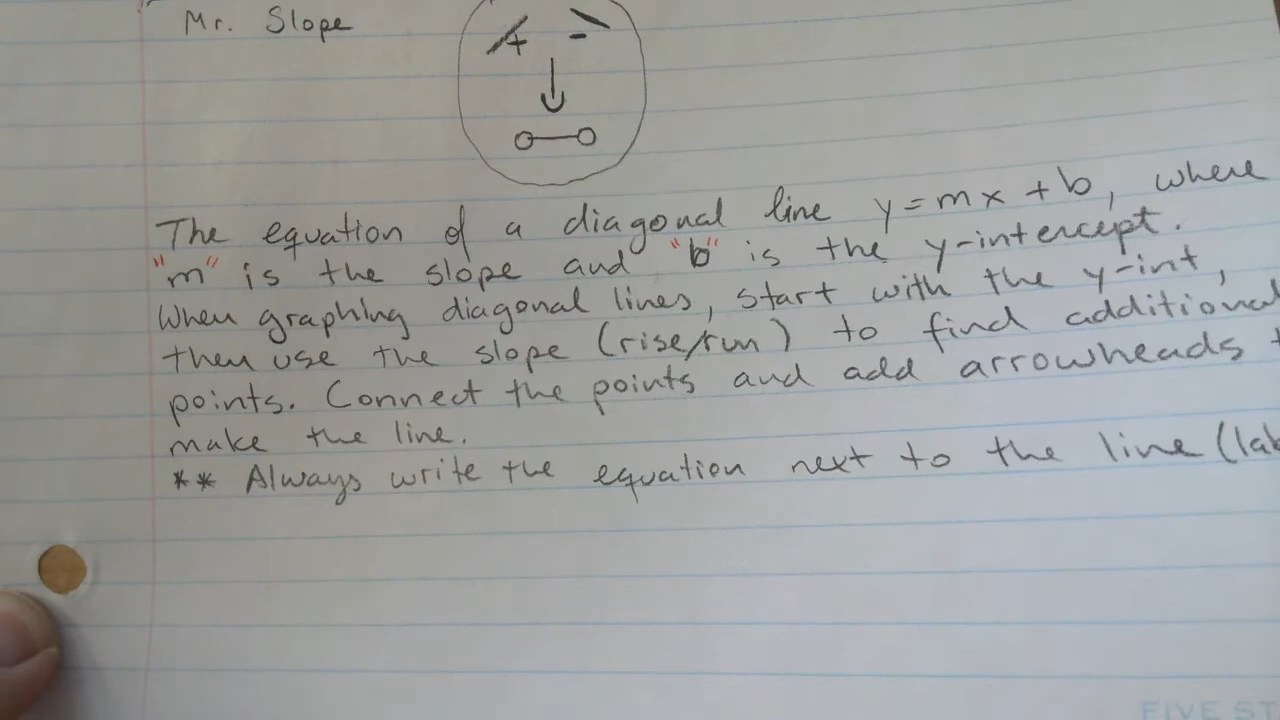 Mr. Slope
+ -
The equation of a diagonal line y = mx + b, where
"m" is the slope and "b" is the y-intercept.
When graphing diagonal lines, start with the y-int,
then use the slope (rise/run) to find additional
points. Connect the points and add arrowheads
make the line.
** Always write the equation next to the line
FIVE ST